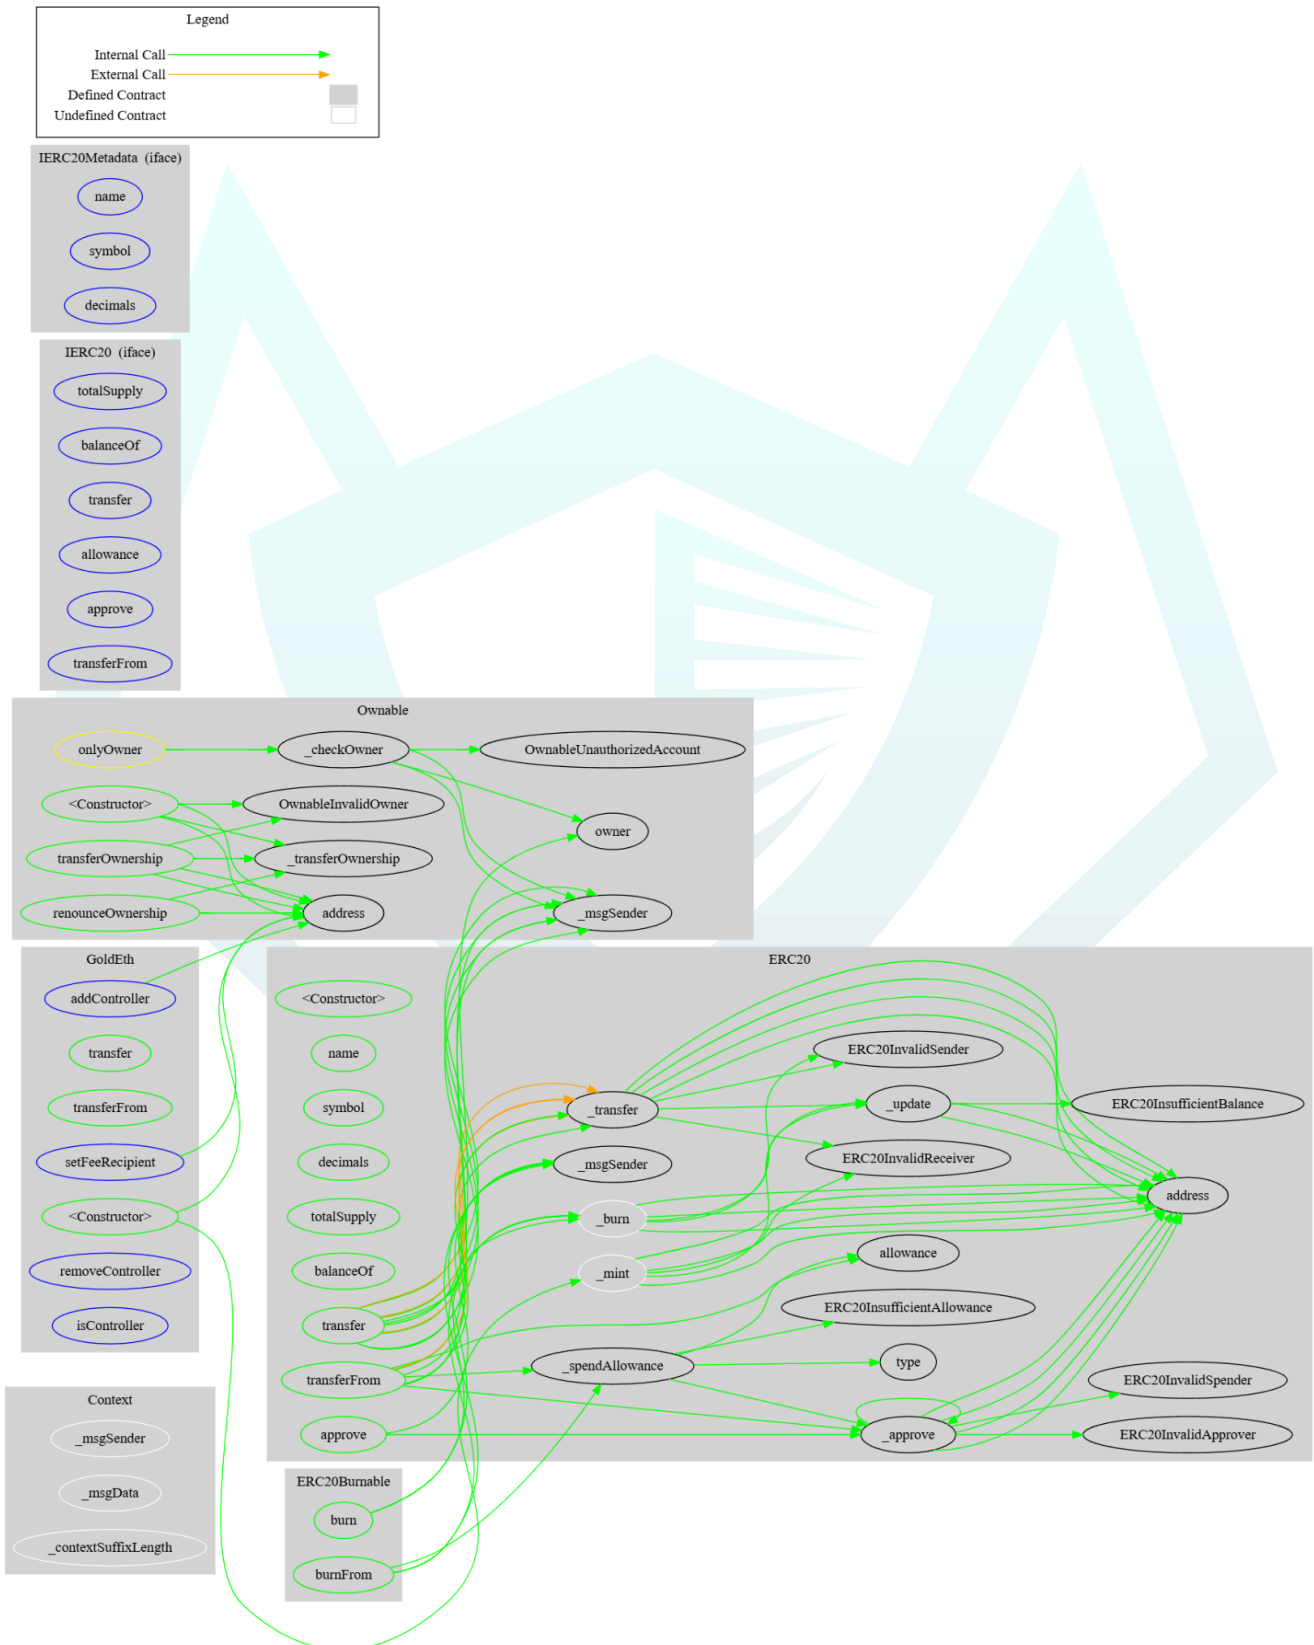 Legend
Internal Call
External Call
Defined Contract
Undefined Contract
IERC20Metadata (iface)
name
symbol
decimals
IERC20 (iface)
totalSupply
balanceOf
transfer
allowance
approve
transferFrom
Ownable
onlyOwner
_checkOwner
OwnableUnauthorizedAccount
<Constructor>
OwnableInvalidOwner
owner
transferOwnership
_transferOwnership
renounceOwnership
address
_msgSender
GoldEth
addController
transfer
transferFrom
setFeeRecipient
<Constructor>
removeController
isController
ERC20
<Constructor>
name
symbol
decimals
totalSupply
balanceOf
transfer
transferFrom
approve
_transfer
_msgSender
_burn
_mint
_spendAllowance
ERC20InvalidSender
_update
ERC20InvalidReceiver
allowance
ERC20InsufficientAllowance
type
_approve
ERC20InsufficientBalance
address
ERC20InvalidSpender
ERC20InvalidApprover
Context
_msgSender
_msgData
_contextSuffixLength
ERC20Burnable
burn
burnFrom